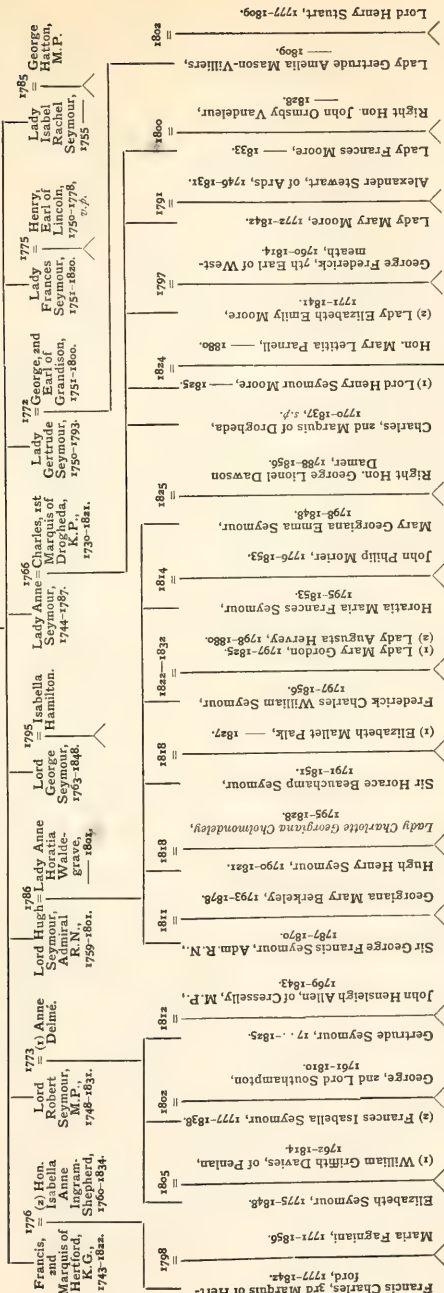 1776
Francis, = (2) Hon.
2nd
Marquis of
Hertford,
K.G.,
1743-1822.
Isabella
Anne
Ingram-
Shepherd,
1760-1834.
1773
Lord = (1) Anne
Robert
Seymour,
M.P.,
1748-1831.
Delmé.
1786
Lord Hugh = Lady Anne
Seymour,
Admiral
R.N.,
1759-1801.
Horatia
Walde-
grave,
— 1801.
1795
Lord = Isabella
George
Seymour,
1763-1848.
Hamilton.
1766
Lady Anne = Charles, 1st
Seymour,
1744-1787.
Marquis of
Drogheda,
K.P.,
1730-1821.
1772
Lady = George, 2nd
Gertrude
Seymour,
1750-1793.
Earl of
Grandison,
1751-1800.
1775
Lady = Henry,
Frances
Seymour,
1751-1820.
Earl of
Lincoln,
1750-1778,
v.p.
1785
Lady = George
Isabel
Rachel
Seymour,
1755 —
Hatton,
M.P.
Francis Charles, 3rd Marquis of Hert-
ford, 1777-1842.
1798 =
Maria Fagniani, 1771-1856.
Elizabeth Seymour, 1775-1848.
1805 =
(1) William Griffith Davies, of Penlan,
1762-1814.
(2) Frances Isabella Seymour, 1777-1838.
1802 =
George, 2nd Lord Southampton,
1761-1810.
Gertrude Seymour, 17 . . -1825.
1812 =
John Hensleigh Allen, of Cresselly, M.P.,
1769-1843.
Sir George Francis Seymour, Adm. R.N.,
1787-1870.
1811 =
Georgiana Mary Berkeley, 1793-1878.
Hugh Henry Seymour, 1790-1821.
1818 =
Lady Charlotte Georgiana Cholmondeley,
1795-1828.
Sir Horace Beauchamp Seymour,
1791-1851.
1818 =
(1) Elizabeth Mallet Palk, — 1827.
Frederick Charles William Seymour,
1797-1856.
1822—1832 =
(1) Lady Mary Gordon, 1797-1825.
(2) Lady Augusta Hervey, 1798-1880.
Horatia Maria Frances Seymour,
1795-1853.
1814 =
John Philip Morier, 1776-1853.
Mary Georgiana Emma Seymour,
1798-1848.
1825 =
Right Hon. George Lionel Dawson
Damer, 1788-1856.
Charles, 2nd Marquis of Drogheda,
1770-1837, s.p.
(1) Lord Henry Seymour Moore, — 1825.
1824 =
Hon. Mary Letitia Parnell, — 1880.
(2) Lady Elizabeth Emily Moore,
1771-1841.
1797 =
George Frederick, 7th Earl of West-
meath, 1760-1814.
Lady Mary Moore, 1772-1842.
1791 =
Alexander Stewart, of Ards, 1746-1831.
Lady Frances Moore, — 1833.
1800 =
Right Hon. John Ormsby Vandeleur,
— 1828.
Lady Gertrude Amelia Mason-Villiers,
— 1809.
1802 =
Lord Henry Stuart, 1777-1809.